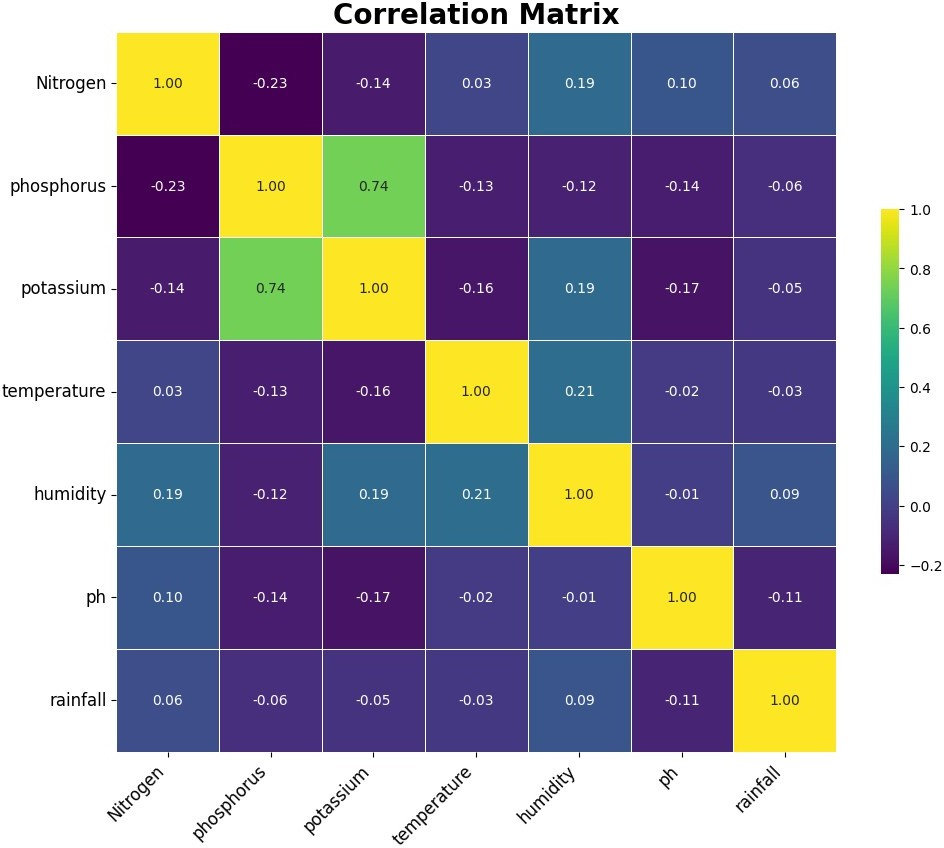 Correlation Matrix
Nitrogen 1.00 -0.23 -0.14 0.03 0.19 0.10 0.06
phosphorus -0.23 1.00 0.74 -0.13 -0.12 -0.14 -0.06
potassium -0.14 0.74 1.00 -0.16 0.19 -0.17 -0.05
temperature 0.03 -0.13 -0.16 1.00 0.21 -0.02 -0.03
humidity 0.19 -0.12 0.19 0.21 1.00 -0.01 0.09
ph 0.10 -0.14 -0.17 -0.02 -0.01 1.00 -0.11
rainfall 0.06 -0.06 -0.05 -0.03 0.09 -0.11 1.00
Nitrogen phosphorus potassium temperature humidity ph rainfall
1.0
0.8
0.6
0.4
0.2
0.0
−0.2